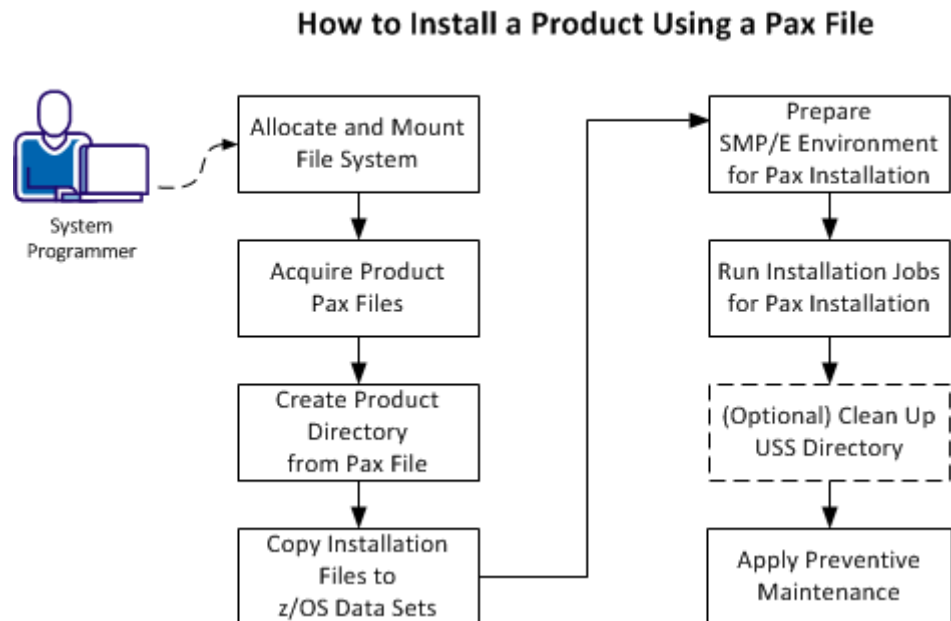 How to Install a Product Using a Pax File
System
Programmer
Allocate and Mount
File System
Acquire Product
Pax Files
Create Product
Directory
from Pax File
Copy Installation
Files to
z/OS Data Sets
Prepare
SMP/E Environment
for Pax Installation
Run Installation Jobs
for Pax Installation
(Optional) Clean Up
USS Directory
Apply Preventive
Maintenance